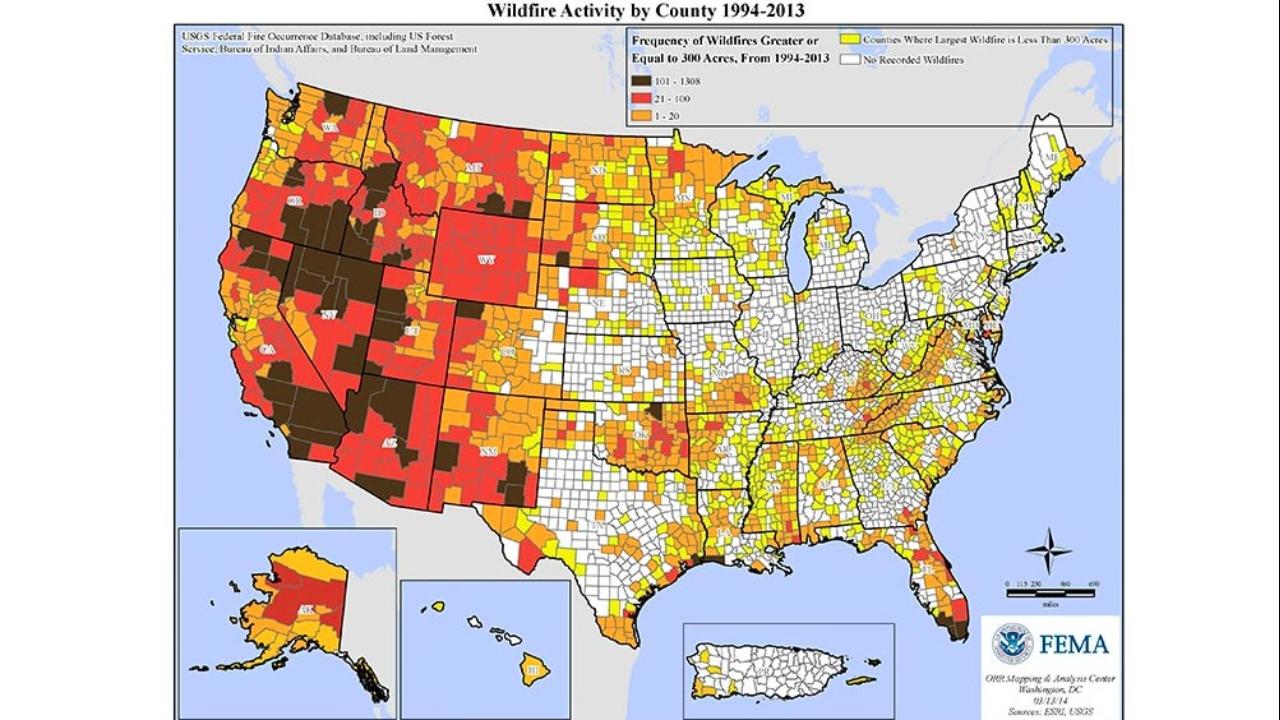 Wildfire Activity by County 1994-2013
USGS Federal Fire Occurrence Database, including US Forest
Service, Bureau of Indian Affairs, and Bureau of Land Management
Frequency of Wildfires Greater or
Equal to 300 Acres, From 1994-2013
101 - 1308
21 - 100
1 - 20
Counties Where Largest Wildfire is Less Than 300 Acres
No Recorded Wildfires
WA
MT
ND
MN
OR
ID
WY
SD
WI
MI
MI
NV
UT
CO
NE
KS
MO
OH
CA
AZ
NM
OK
AR
TX
LA
MS
KY
AK
HI
PR
0 115 230 460 690
miles
FEMA
ORR Mapping & Analysis Center
Washington, DC
03/13/14
Sources: ESRI, USGS